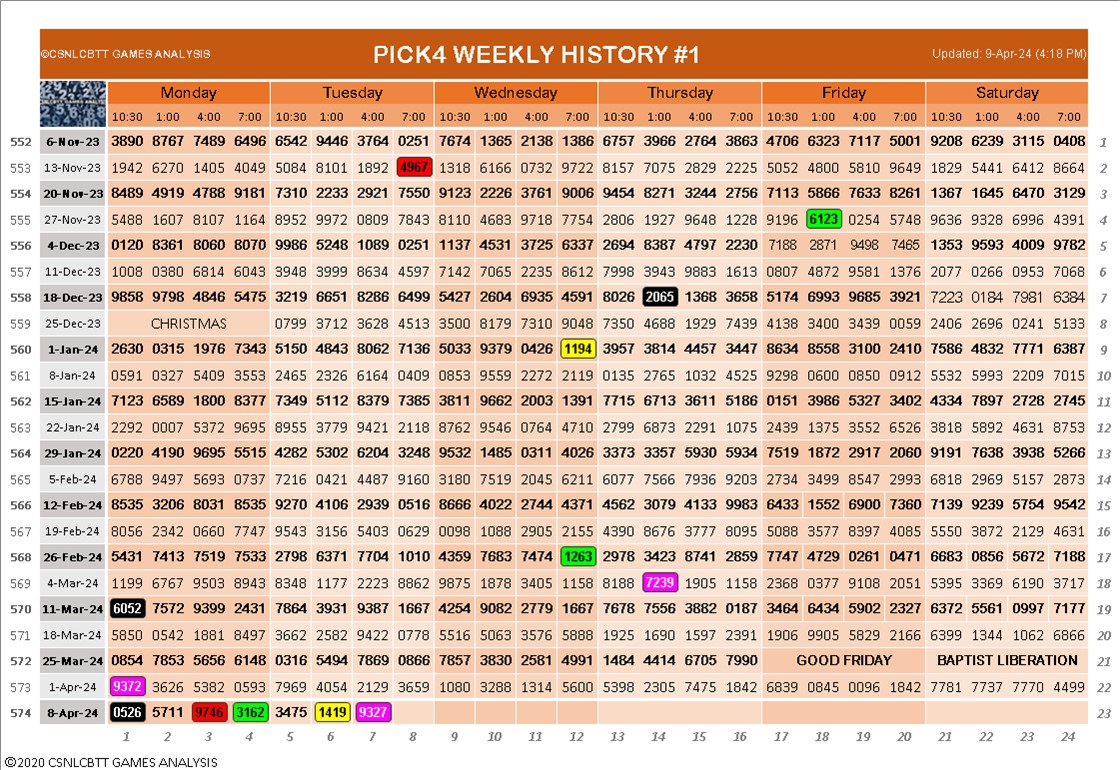 ©CSNLCBTT GAMES ANALYSIS PICK4 WEEKLY HISTORY #1 Updated: 9-Apr-24 (4:18 PM)
Monday Tuesday Wednesday Thursday Friday Saturday
10:30 1:00 4:00 7:00 10:30 1:00 4:00 7:00 10:30 1:00 4:00 7:00 10:30 1:00 4:00 7:00 10:30 1:00 4:00 7:00 10:30 1:00 4:00 7:00
552 6-Nov-23 3890 8767 7489 6496 6542 9446 3764 0251 7674 1365 2138 1386 6757 3966 2764 3863 4706 6323 7117 5001 9208 6239 3115 0408 1
553 13-Nov-23 1942 6270 1405 4049 5084 8101 1892 4967 1318 6166 0732 9722 8157 7075 2829 2225 5052 4800 5810 9649 1829 5441 6412 8664 2
554 20-Nov-23 8489 4919 4788 9181 7310 2233 2921 7550 9123 2226 3761 9006 9454 8271 3244 2756 7113 5866 7633 8261 1367 1645 6470 3129 3
555 27-Nov-23 5488 1607 8107 1164 8952 9972 0809 7843 8110 4683 9718 7754 2806 1927 9648 1228 9196 6123 0254 5748 9636 9328 6996 4391 4
556 4-Dec-23 0120 8361 8060 8070 9986 5248 1089 0251 1137 4531 3725 6337 2694 8387 4797 2230 7188 2871 9498 7465 1353 9593 4009 9782 5
557 11-Dec-23 1008 0380 6814 6043 3948 3999 8634 4597 7142 7065 2235 8612 7998 3943 9883 1613 0807 4872 9581 1376 2077 0266 0953 7068 6
558 18-Dec-23 9858 9798 4846 5475 3219 6651 8286 6499 5427 2604 6935 4591 8026 2065 1368 3658 5174 6993 9685 3921 7223 0184 7981 6384 7
559 25-Dec-23 CHRISTMAS 0799 3712 3628 4513 3500 8179 7310 9048 7350 4688 1929 7439 4138 3400 3439 0059 2406 2696 0241 5133 8
560 1-Jan-24 2630 0315 1976 7343 5150 4843 8062 7136 5033 9379 0426 1194 3957 3814 4457 3447 8634 8558 3100 2410 7586 4832 7771 6387 9
561 8-Jan-24 0591 0327 5409 3553 2465 2326 6164 0409 0853 9559 2272 2119 0135 2765 1032 4525 9298 0600 0850 0912 5532 5993 2209 7015 10
562 15-Jan-24 7123 6589 1800 8377 7349 5112 8379 7385 3811 9662 2003 1391 7715 6713 3611 5186 0151 3986 5327 3402 4334 7897 2728 2745 11
563 22-Jan-24 2292 0007 5372 9695 8955 3779 9421 2118 8762 9546 0764 4710 2799 6873 2291 1075 2439 1375 3552 6526 3818 5892 4631 8753 12
564 29-Jan-24 0220 4190 9695 5515 4282 5302 6204 3248 9532 1485 0311 4026 3373 3357 5930 5934 7519 1872 2917 2060 9191 7638 3938 5266 13
565 5-Feb-24 6788 9497 5693 0737 7216 0421 4487 9160 3180 7519 2045 6211 6077 7566 7936 9203 2734 3499 8547 2993 6818 2969 5157 2873 14
566 12-Feb-24 8535 3206 8031 8535 9270 4106 2939 0516 8666 4022 2744 4371 4562 3079 4133 9983 6433 1552 6900 7360 7139 9239 5754 9542 15
567 19-Feb-24 8056 2342 0660 7747 9543 3156 5403 0629 0098 1088 2905 2155 4390 8676 3777 8095 5088 3577 8397 4085 5550 3872 2129 4631 16
568 26-Feb-24 5431 7413 7519 7533 2798 6371 7704 1010 4359 7683 7474 1263 2978 3423 8741 2859 7747 4729 0261 0471 6683 0856 5672 7188 17
569 4-Mar-24 1199 6767 9503 8943 8348 1177 2223 8862 9875 1878 3405 1158 8188 7239 1905 1158 2368 0377 9108 2051 5395 3369 6190 3717 18
570 11-Mar-24 6052 7572 9399 2431 7864 3931 9387 1667 4254 9082 2779 1667 7678 7556 3882 0187 3464 6434 5902 2327 6372 5561 0997 7177 19
571 18-Mar-24 5850 0542 1881 8497 3662 2582 9422 0778 5516 5063 3576 5888 1925 1690 1597 2391 1906 9905 5829 2166 6399 1344 1062 6866 20
572 25-Mar-24 0854 7853 5656 6148 0316 5494 7869 0866 7857 3830 2581 4991 1484 4414 6705 7990 GOOD FRIDAY BAPTIST LIBERATION 21
573 1-Apr-24 9372 3626 5382 0593 7969 4054 2129 3659 1080 3288 1314 5600 5398 2305 7475 1842 6839 0845 0096 1842 7781 7737 7770 4499 22
574 8-Apr-24 0526 5711 9746 3162 3475 1419 9327 23
1 2 3 4 5 6 7 8 9 10 11 12 13 14 15 16 17 18 19 20 21 22 23 24
©2020 CSNLCBTT GAMES ANALYSIS